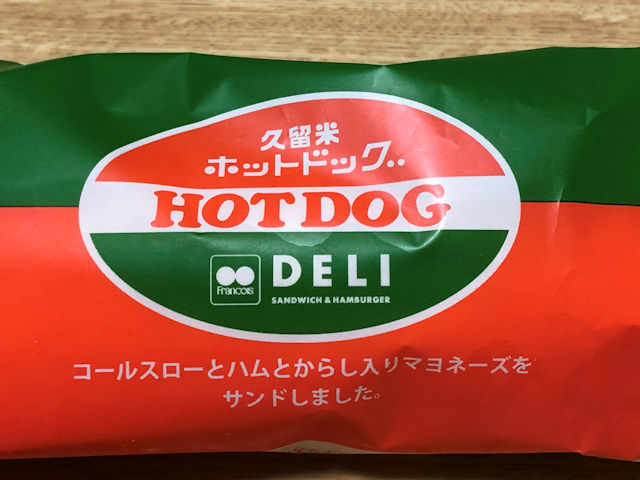 久留米
ホットドッグ
HOT DOG
Francois
DELI
SANDWICH & HAMBURGER
コールスローとハムとからし入りマヨネーズを
サンドしました。